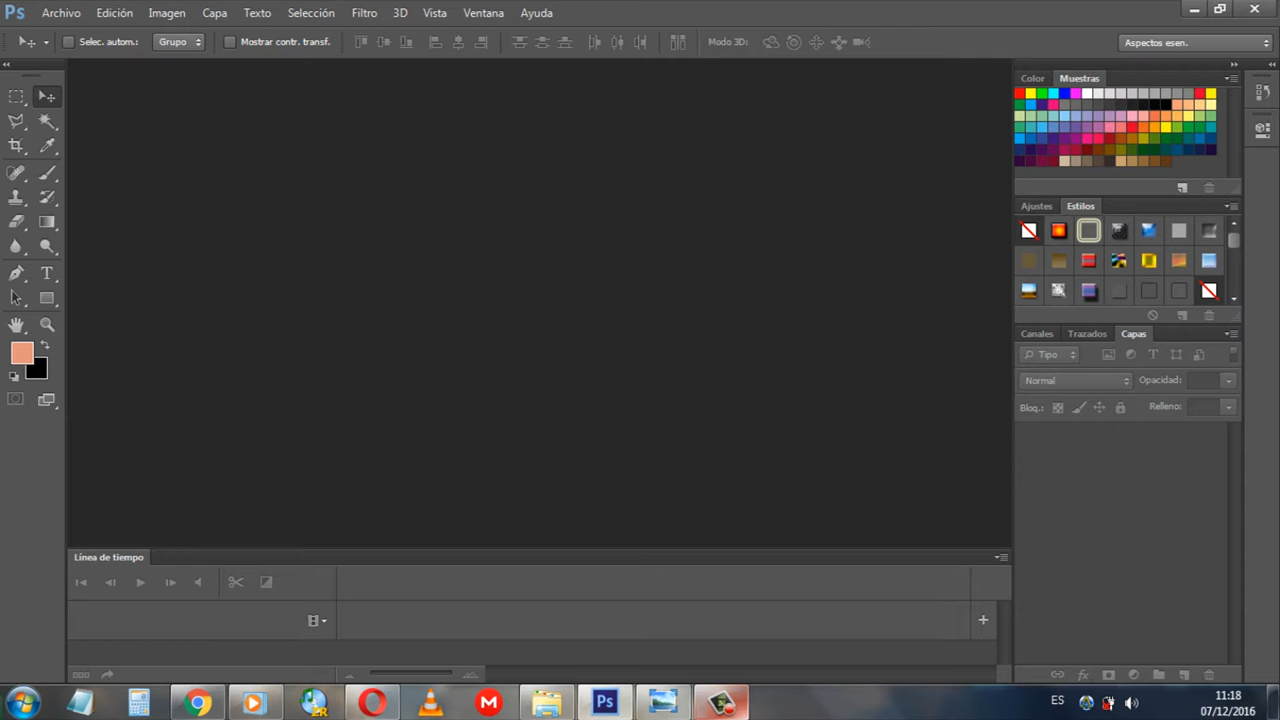 Ps Archivo Edición Imagen Capa Texto Selección Filtro 3D Vista Ventana Ayuda
Selec. autom.: Grupo Mostrar contr. transf. Modo 3D: Aspectos esen.
Color Muestras
Ajustes Estilos
Canales Trazados Capas
Tipo
Normal Opacidad:
Bloq.: Relleno:
Línea de tiempo
Ps
ES
11:18
07/12/2016